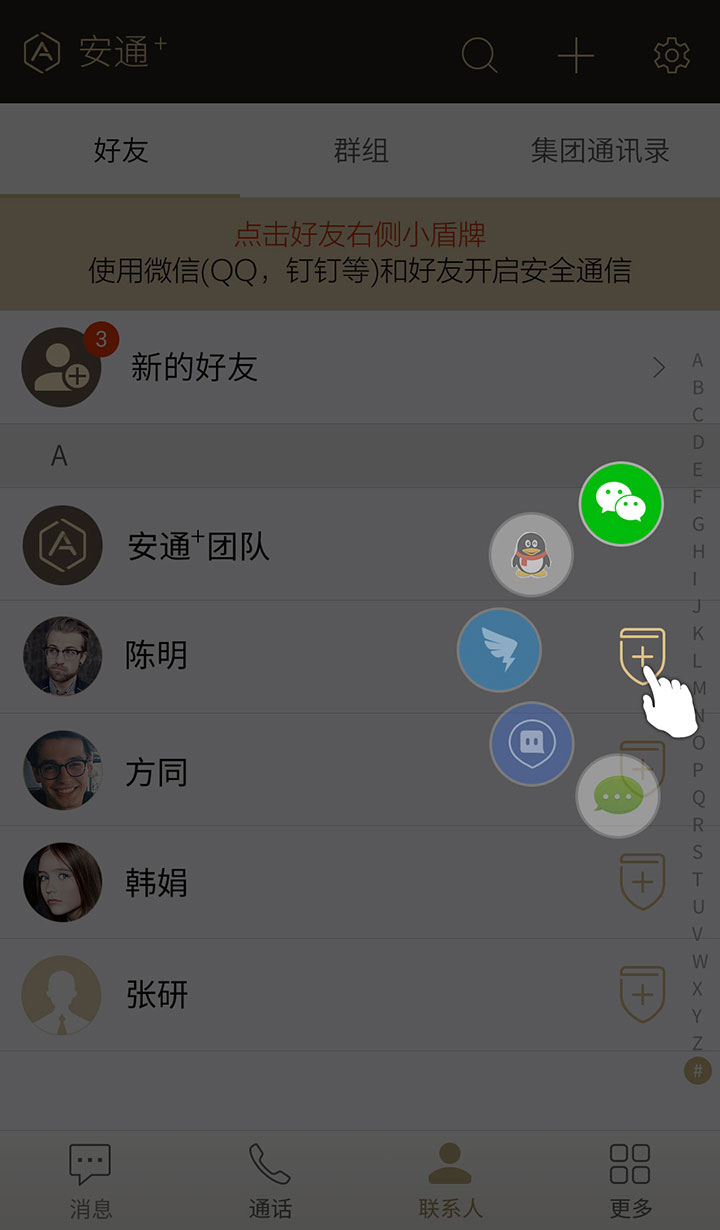 安通+
好友 群组 集团通讯录
点击好友右侧小盾牌
使用微信(QQ，钉钉等)和好友开启安全通信
3
新的好友
A
安通+团队
陈明
方同
韩娟
张研
A
B
C
D
E
F
G
H
I
J
K
L
M
N
O
P
Q
R
S
T
U
V
W
X
Y
Z
#
消息 通话 联系人 更多